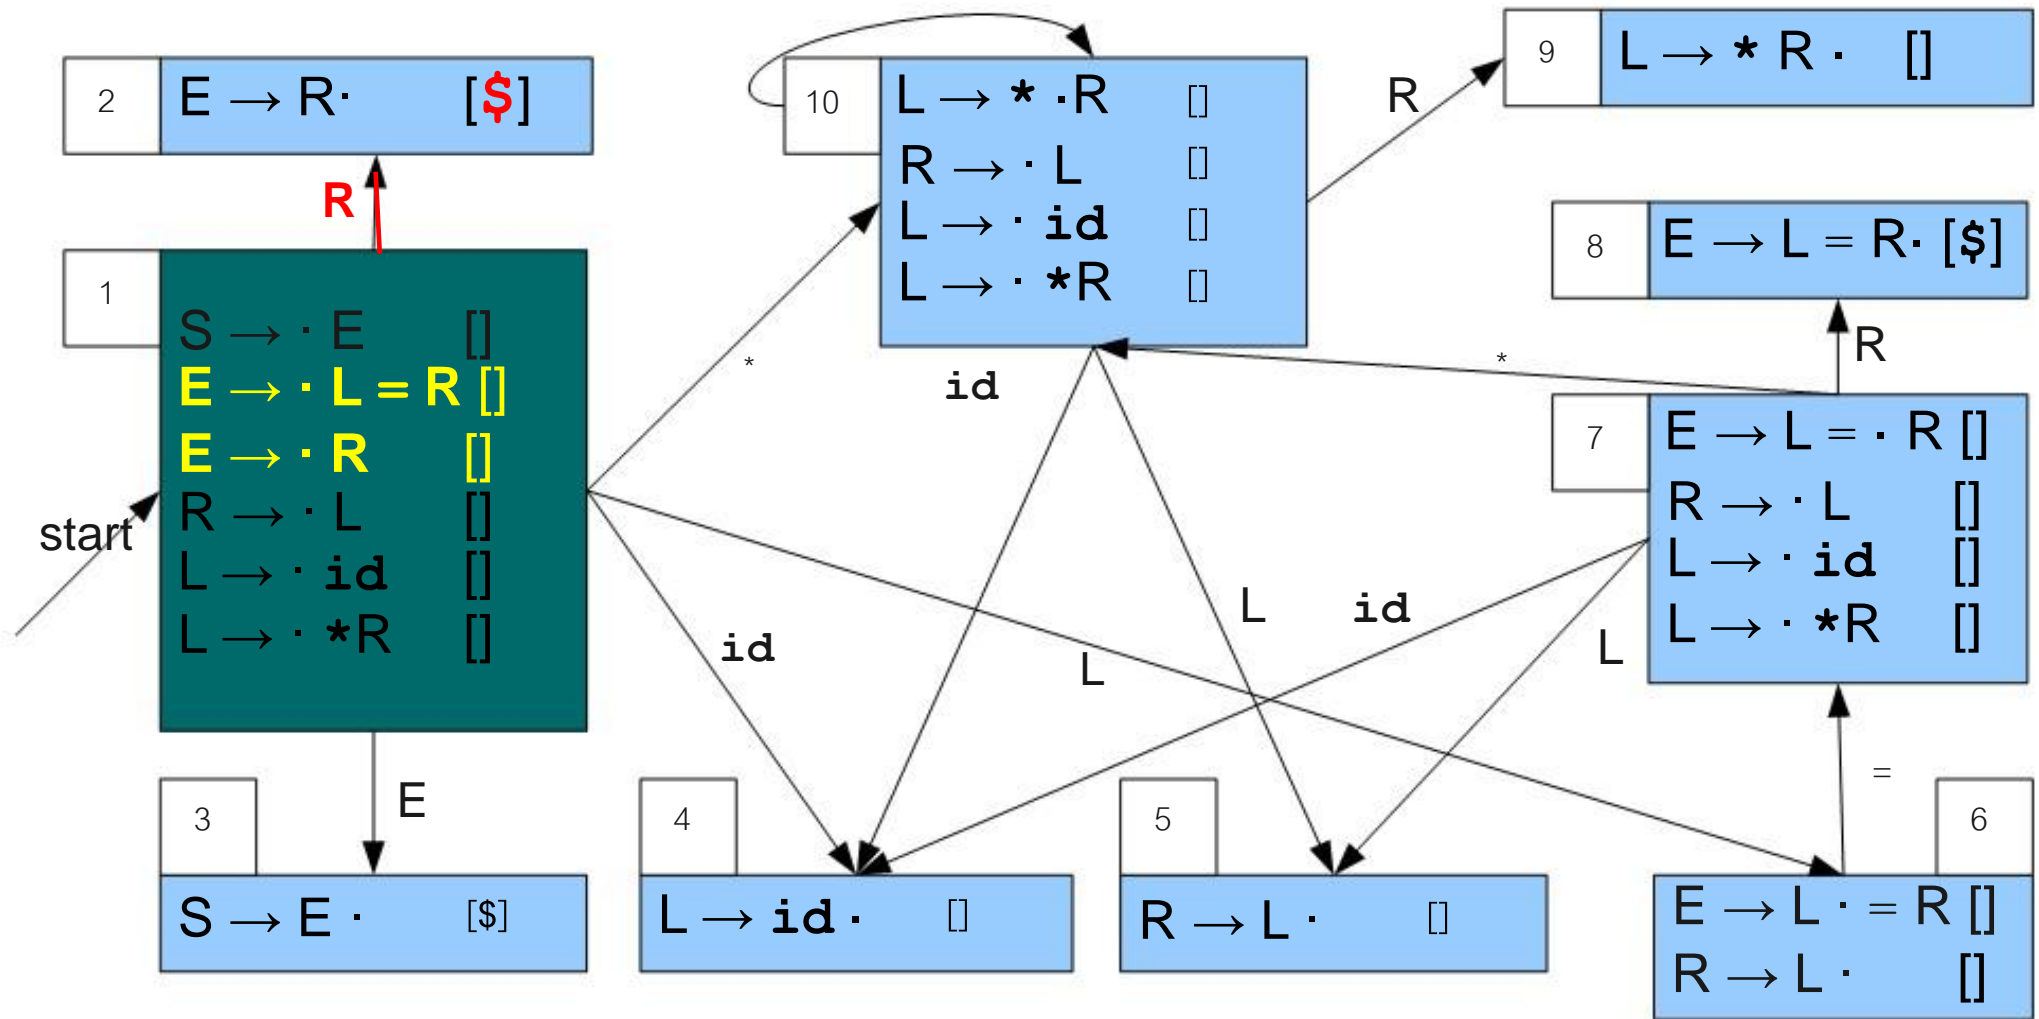 2
E → R· [$]
R
1
S → · E []
E → · L = R []
E → · R []
R → · L []
L → · id []
L → · *R []
start
E
3
S → E · [$]
10
L → * ·R []
R → · L []
L → · id []
L → · *R []
R
9
L → * R · []
8
E → L = R· [$]
R
*
id
*
7
E → L = · R []
R → · L []
L → · id []
L → · *R []
id
L
L
id
L
=
4
L → id · []
5
R → L · []
6
E → L · = R []
R → L · []